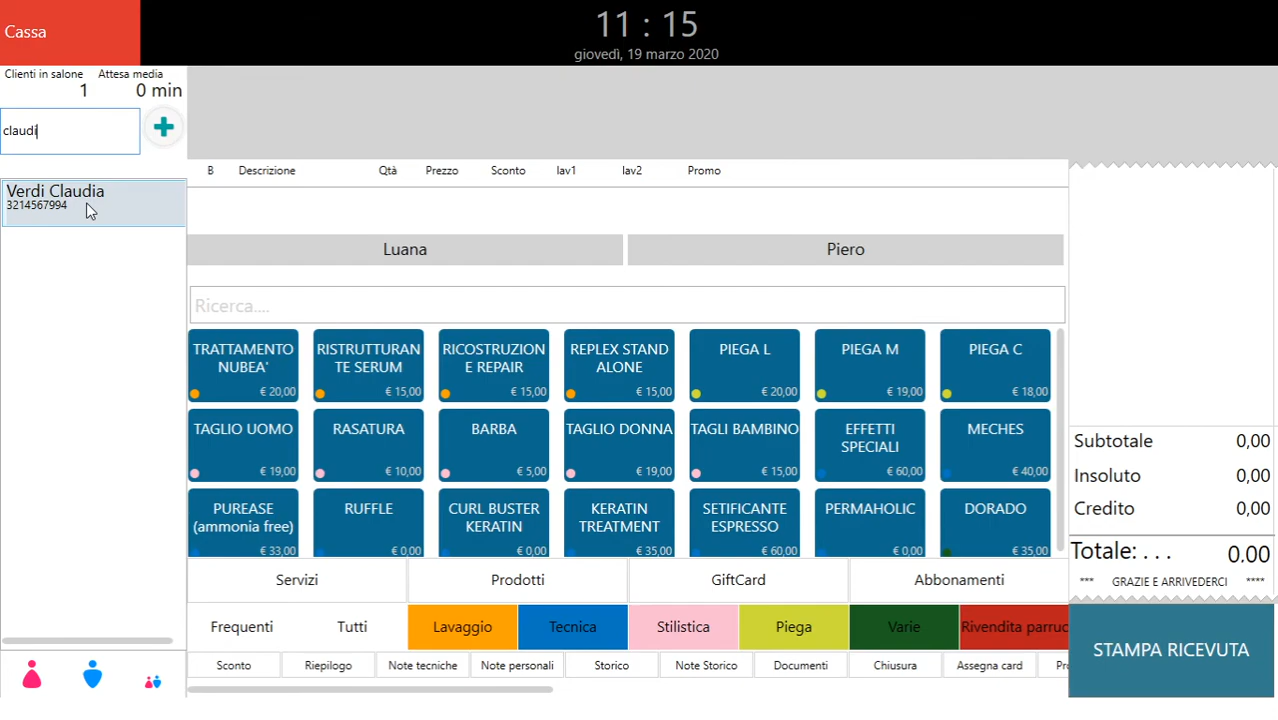 Cassa
11 : 15
giovedì, 19 marzo 2020
Clienti in salone Attesa media
1 0 min
claudi
B Descrizione Qtà Prezzo Sconto lav1 lav2 Promo
Verdi Claudia
3214567994
Luana Piero
Ricerca....
TRATTAMENTO NUBEA' € 20,00
RISTRUTTURAN TE SERUM € 15,00
RICOSTRUZION E REPAIR € 15,00
REPLEX STAND ALONE € 15,00
PIEGA L € 20,00
PIEGA M € 19,00
PIEGA C € 18,00
TAGLIO UOMO € 19,00
RASATURA € 10,00
BARBA € 5,00
TAGLIO DONNA € 19,00
TAGLI BAMBINO € 15,00
EFFETTI SPECIALI € 60,00
MECHES € 40,00
PUREASE (ammonia free) € 33,00
RUFFLE € 0,00
CURL BUSTER KERATIN € 0,00
KERATIN TREATMENT € 35,00
SETIFICANTE ESPRESSO € 60,00
PERMAHOLIC € 0,00
DORADO € 35,00
Subtotale 0,00
Insoluto 0,00
Credito 0,00
Totale: . . . 0,00
*** GRAZIE E ARRIVEDERCI ****
Servizi Prodotti GiftCard Abbonamenti
Frequenti Tutti Lavaggio Tecnica Stilistica Piega Varie Rivendita parruc
Sconto Riepilogo Note tecniche Note personali Storico Note Storico Documenti Chiusura Assegna card
STAMPA RICEVUTA